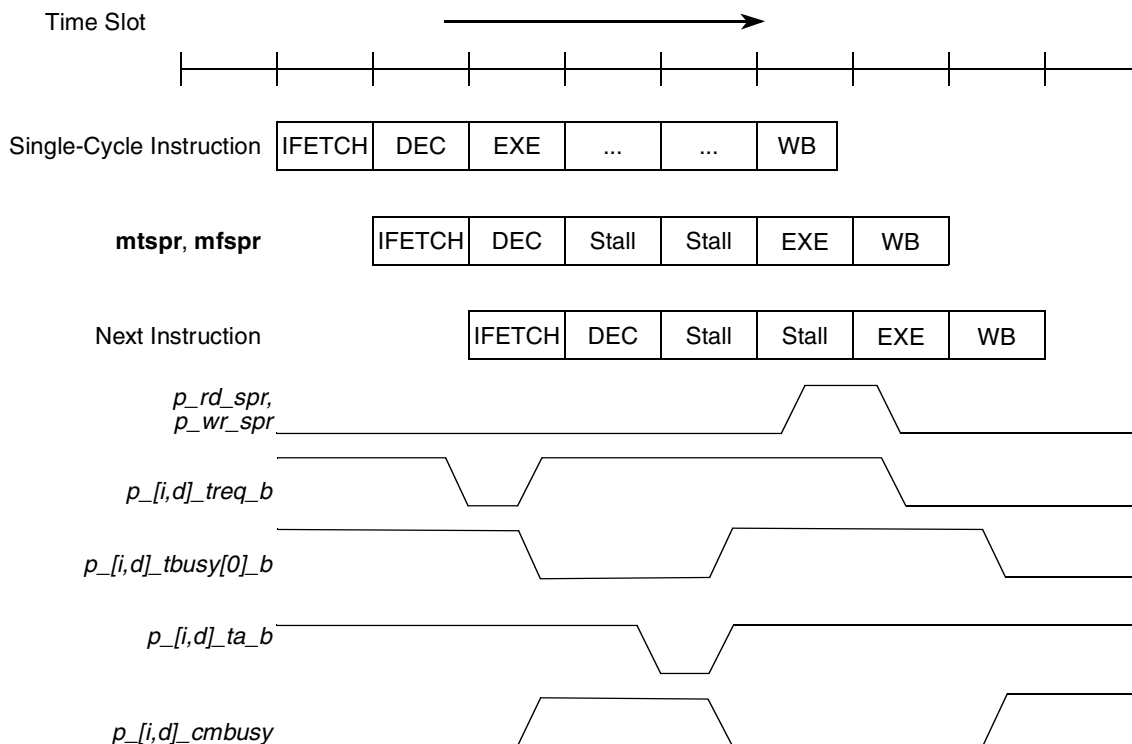 Time Slot
Single-Cycle Instruction IFETCH DEC EXE ... ... WB
mtspr, mfspr IFETCH DEC Stall Stall EXE WB
Next Instruction IFETCH DEC Stall Stall EXE WB
p_rd_spr,
p_wr_spr
p_[i,d]_treq_b
p_[i,d]_tbusy[0]_b
p_[i,d]_ta_b
p_[i,d]_cmbusy